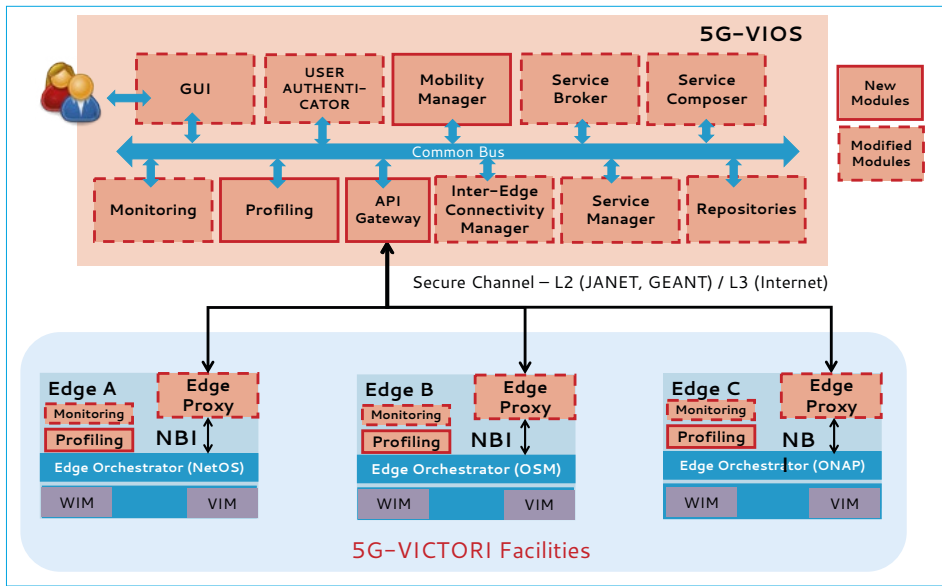 5G-VIOS
GUI
USER
AUTHENTI-
CATOR
Mobility
Manager
Service
Broker
Service
Composer
New
Modules
Modified
Modules
Common Bus
Monitoring
Profiling
API
Gateway
Inter-Edge
Connectivity
Manager
Service
Manager
Repositories
Secure Channel – L2 (JANET, GEANT) / L3 (Internet)
Edge A
Edge
Proxy
Monitoring
Profiling
NBI
Edge Orchestrator (NetOS)
WIM
VIM
Edge B
Edge
Proxy
Monitoring
Profiling
NBI
Edge Orchestrator (OSM)
WIM
VIM
Edge C
Edge
Proxy
Monitoring
Profiling
NB
I
Edge Orchestrator (ONAP)
WIM
VIM
5G-VICTORI Facilities